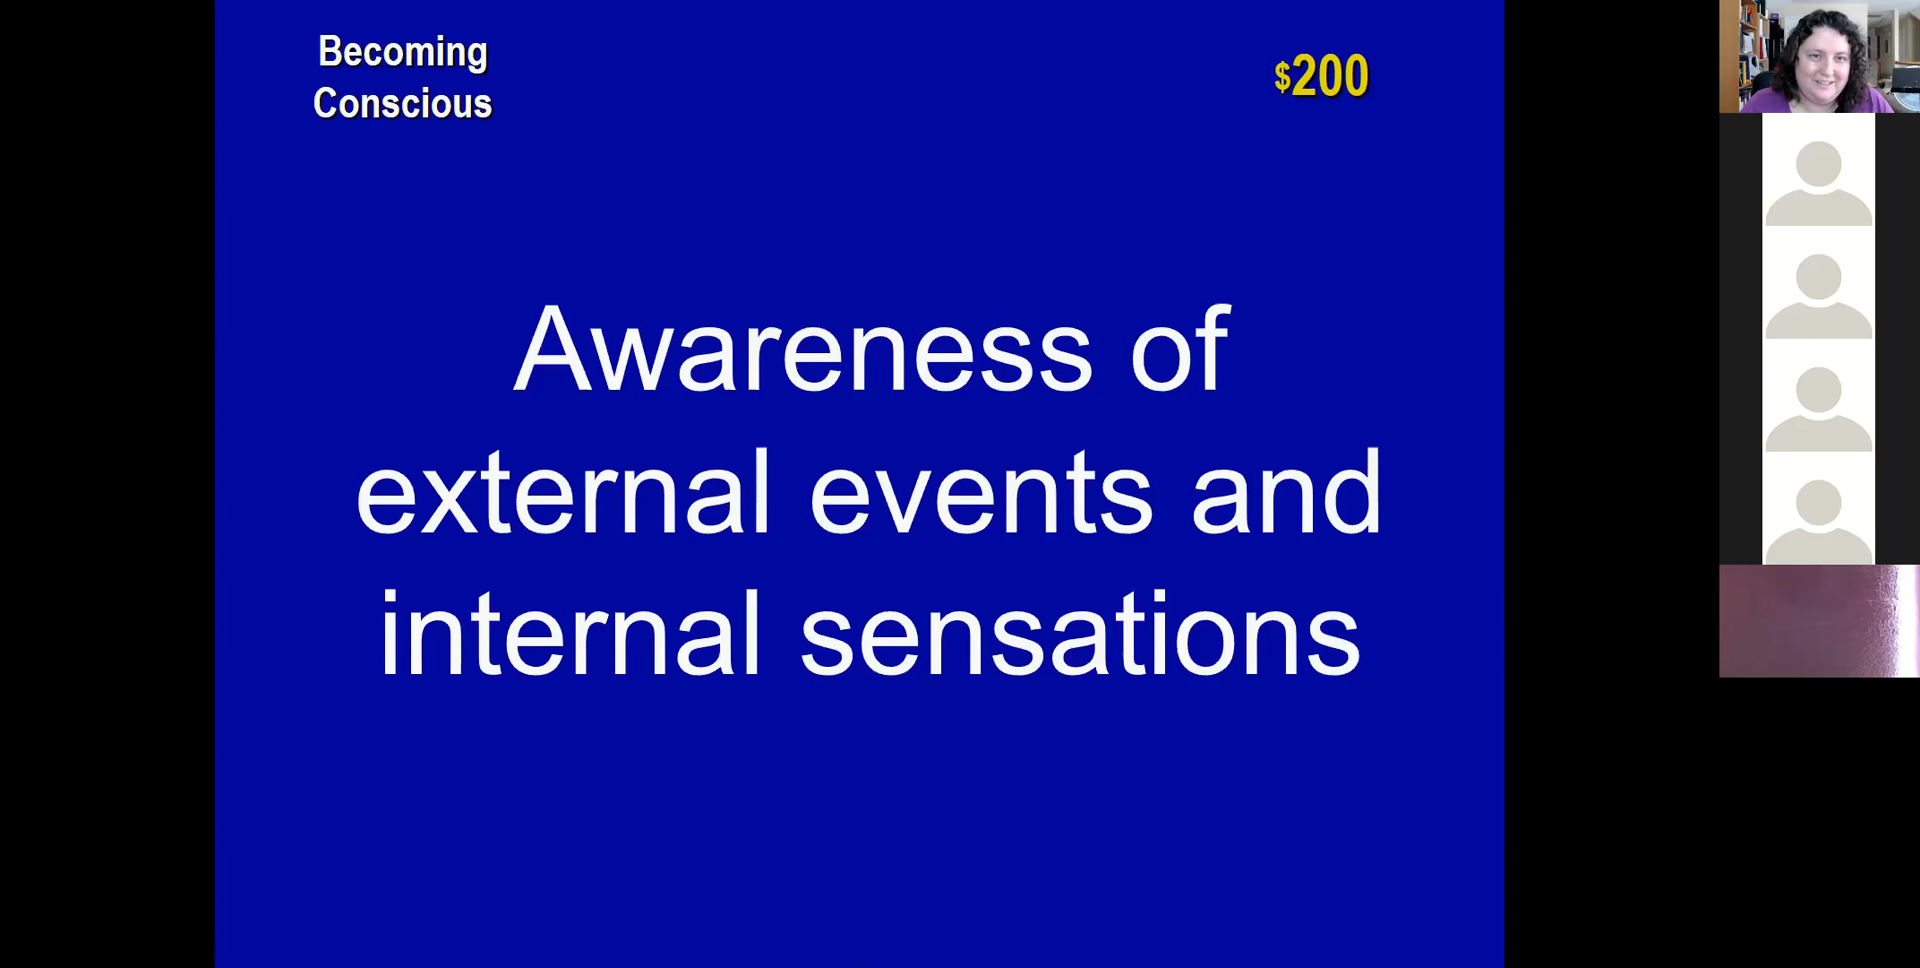 Becoming
Conscious
$200
Awareness of
external events and
internal sensations